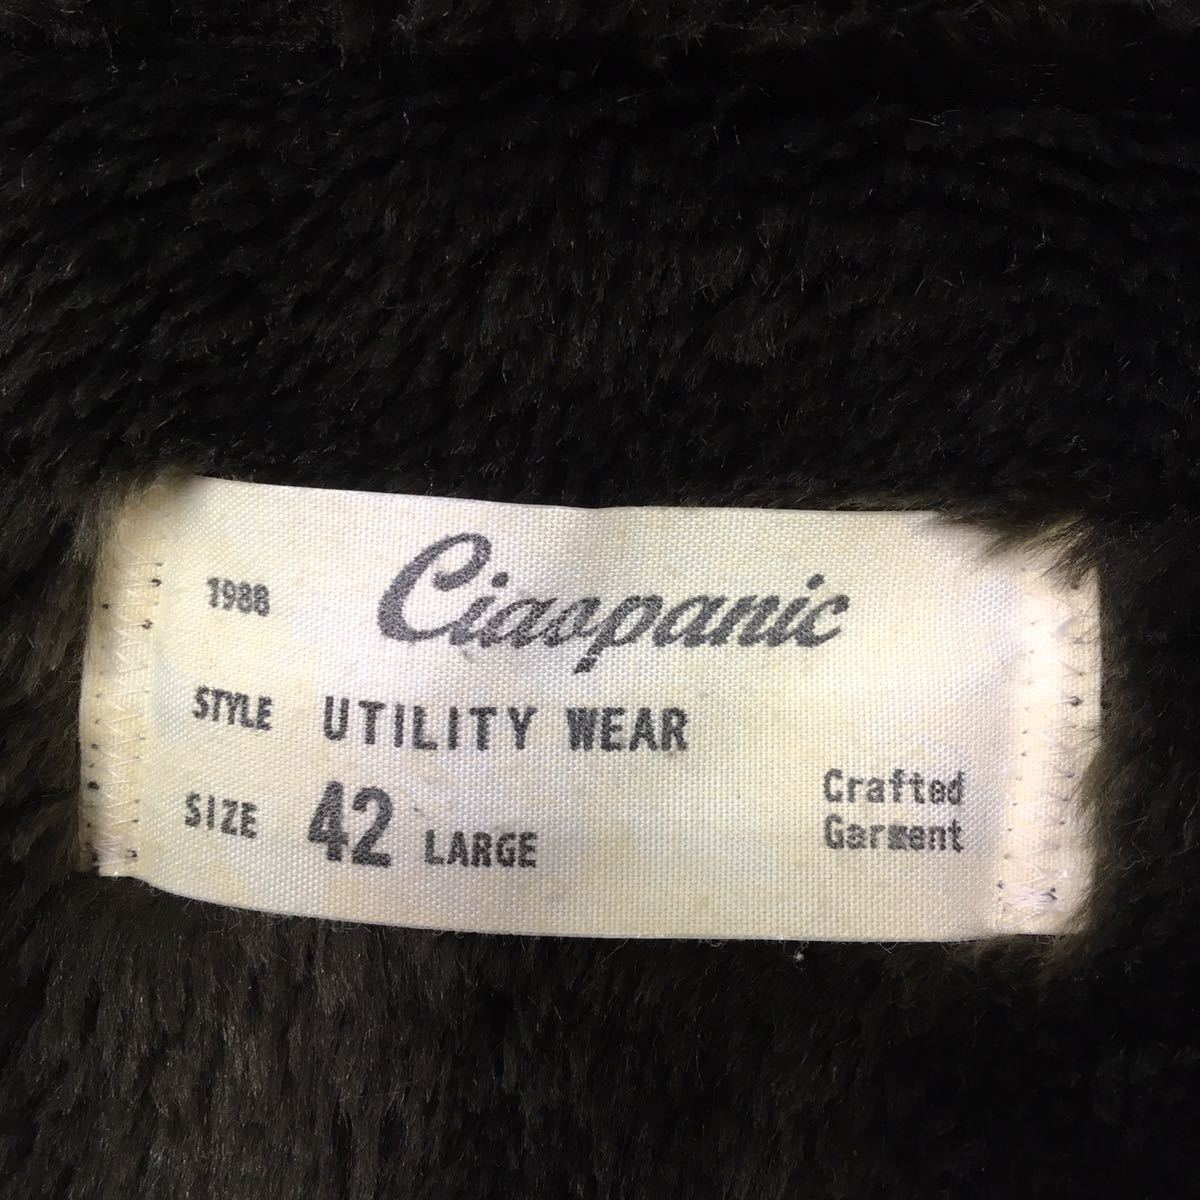 1988 Ciaopanic
STYLE UTILITY WEAR
SIZE 42 LARGE
Crafted
Garment